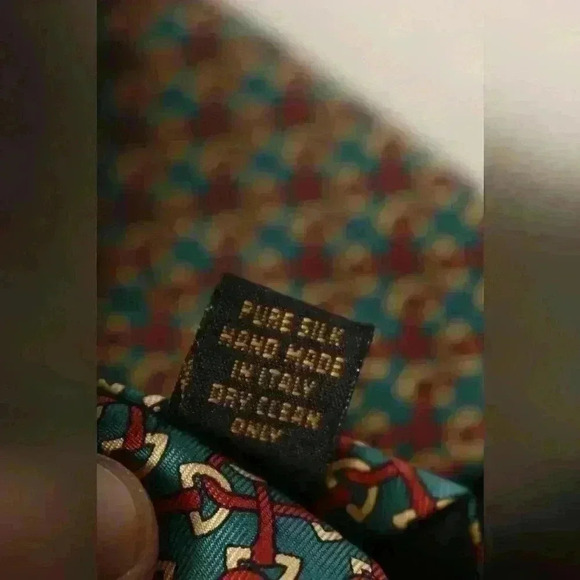 PURE SILK
HAND MADE
IN ITALY
DRY CLEAN
ONLY